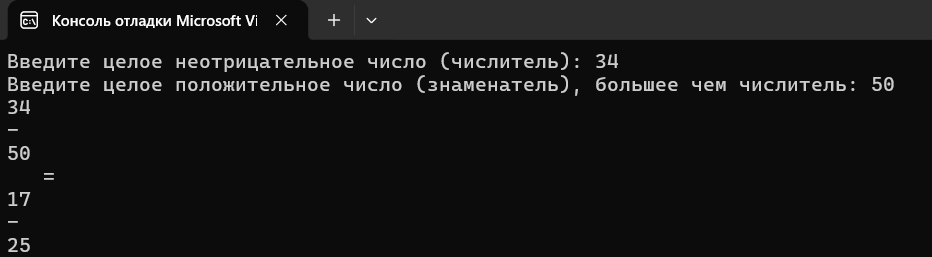 Консоль отладки Microsoft Vi
Введите целое неотрицательное число (числитель): 34
Введите целое положительное число (знаменатель), большее чем числитель: 50
34
-
50
   =
17
-
25